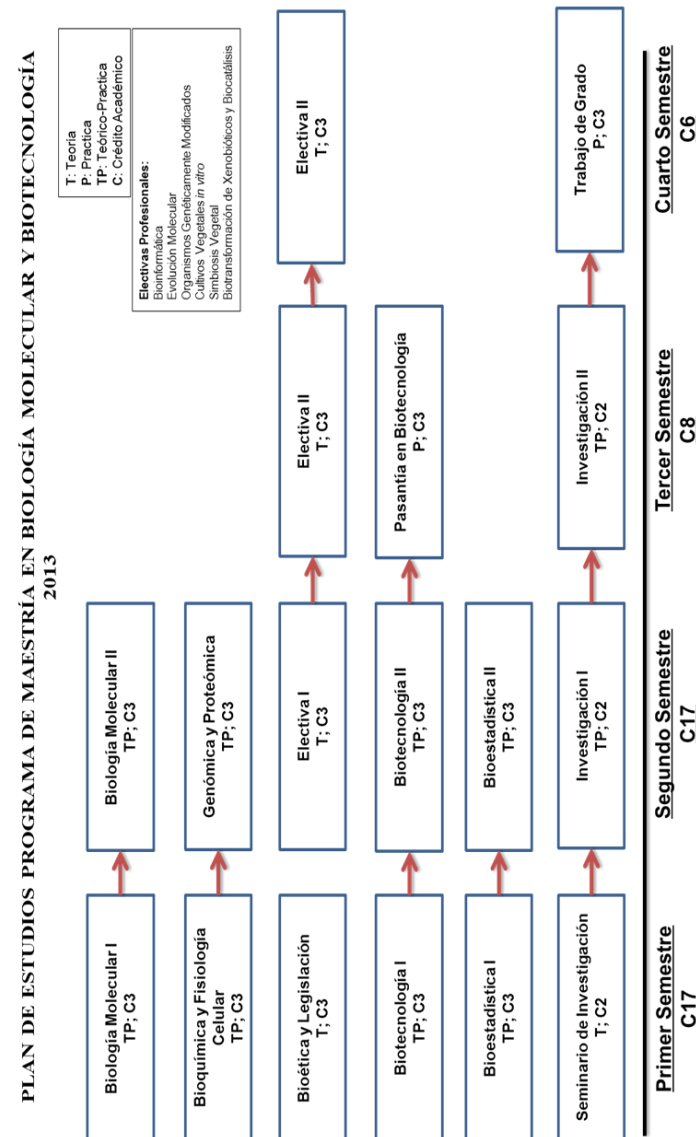 PLAN DE ESTUDIOS PROGRAMA DE MAESTRÍA EN BIOLOGÍA MOLECULAR Y BIOTECNOLOGÍA
2013
T: Teoría
P: Practica
TP: Teórico-Practica
C: Crédito Académico
Electivas Profesionales:
Bioinformática
Evolución Molecular
Organismos Genéticamente Modificados
Cultivos Vegetales in vitro
Simbiosis Vegetal
Biotransformación de Xenobióticos y Biocatálisis
Biología Molecular I
TP; C3
Bioquímica y Fisiología
Celular
TP; C3
Bioética y Legislación
T; C3
Biotecnología I
TP; C3
Bioestadística I
TP; C3
Seminario de Investigación
T; C2
Primer Semestre
C17
Biología Molecular II
TP; C3
Genómica y Proteómica
TP; C3
Electiva I
T; C3
Biotecnología II
TP; C3
Bioestadística II
TP; C3
Investigación I
TP; C2
Segundo Semestre
C17
Electiva II
T; C3
Pasantía en Biotecnología
P; C3
Investigación II
TP; C2
Tercer Semestre
C8
Electiva II
T; C3
Trabajo de Grado
P; C3
Cuarto Semestre
C6